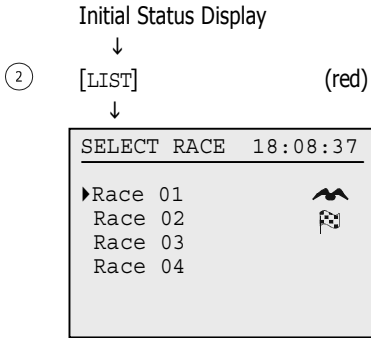 Initial Status Display
↓
② [LIST] (red)
↓
SELECT RACE 18:08:37
Race 01
Race 02
Race 03
Race 04